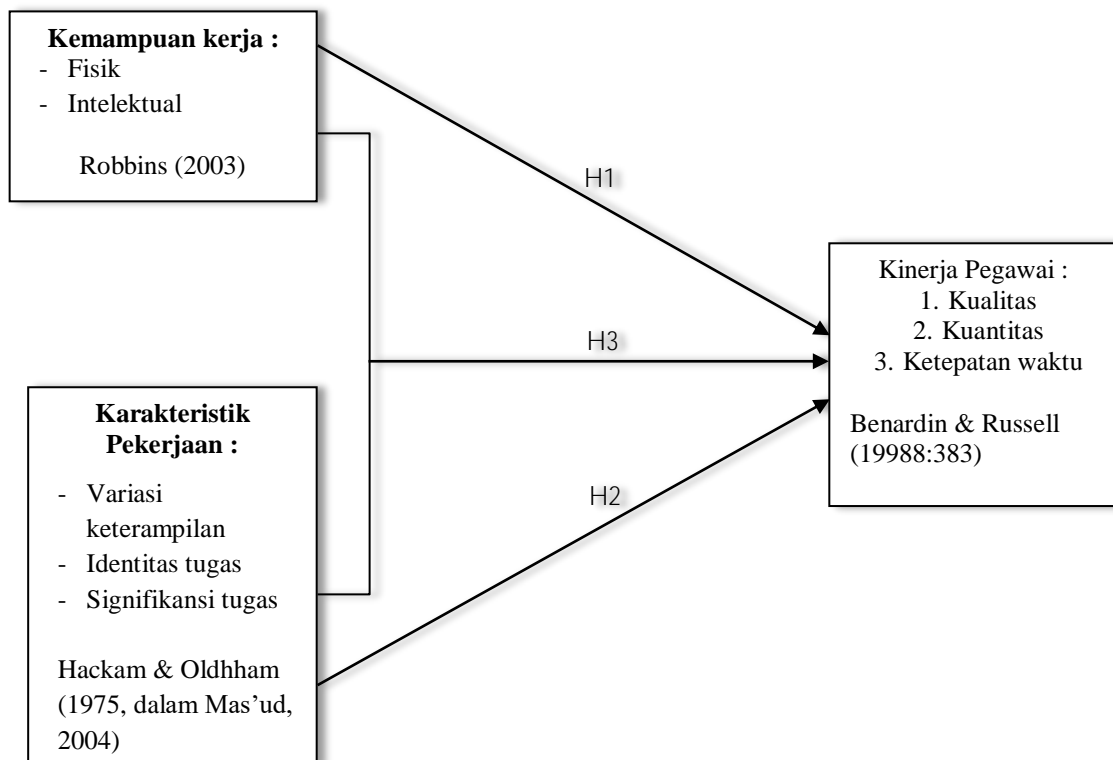 Kemampuan kerja :
- Fisik
- Intelektual
Robbins (2003)
H1
Kinerja Pegawai :
1. Kualitas
2. Kuantitas
3. Ketepatan waktu
Benardin & Russell
(19988:383)
H3
Karakteristik
Pekerjaan :
- Variasi
keterampilan
- Identitas tugas
- Signifikansi tugas
Hackam & Oldhham
(1975, dalam Mas’ud,
2004)
H2